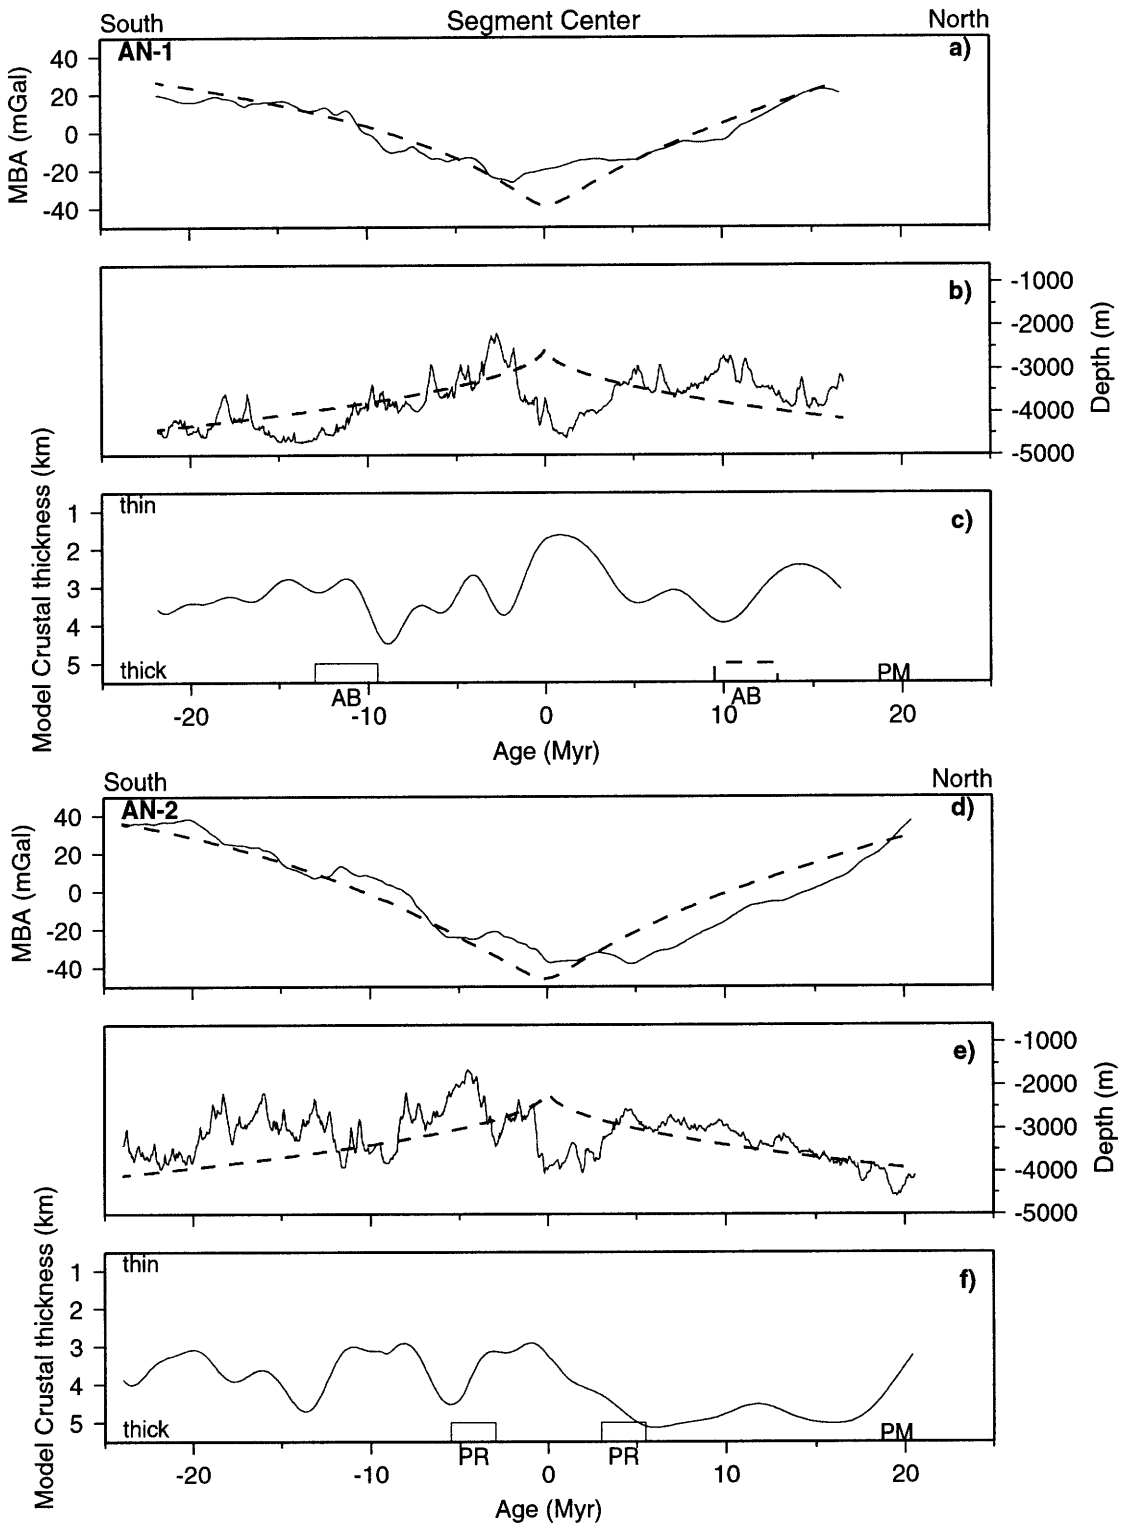 South Segment Center North
AN-1 a)
MBA (mGal)
40
20
0
-20
-40
b)
-1000
-2000
-3000
-4000
-5000
Depth (m)
Model Crustal thickness (km)
thin c)
1
2
3
4
5
thick PM
AB AB
-20 -10 0 10 20
Age (Myr)
South North
AN-2 d)
MBA (mGal)
40
20
0
-20
-40
e)
-1000
-2000
-3000
-4000
-5000
Depth (m)
Model Crustal thickness (km)
thin f)
1
2
3
4
5
thick PM
PR PR
-20 -10 0 10 20
Age (Myr)